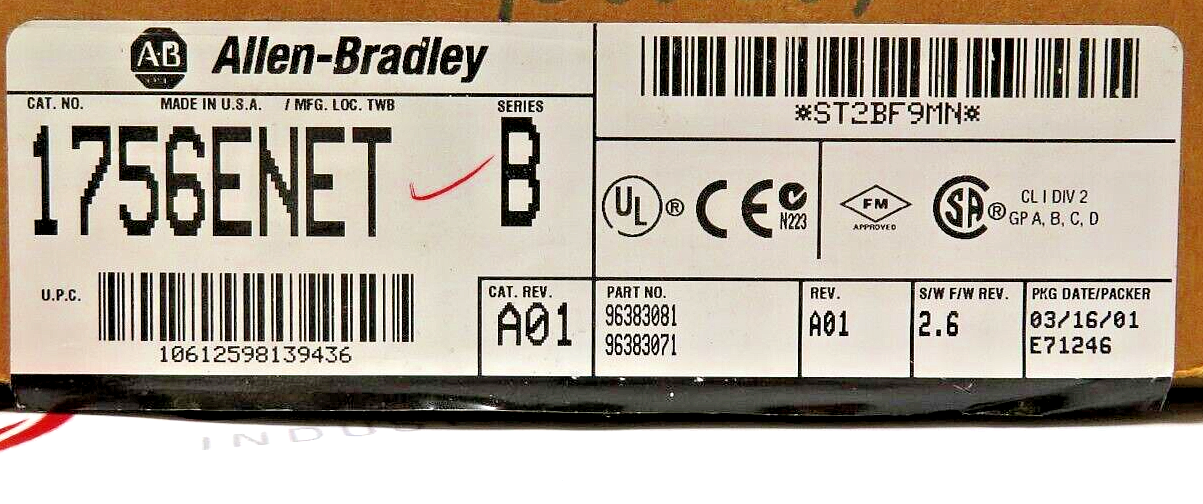 A-B
Allen-Bradley
CAT. NO. MADE IN U.S.A. / MFG. LOC. TWB SERIES
1756ENET B
U.P.C.
10612598139436
CAT. REV.
A01
*ST2BF9MN*
UL® CE N223
FM
APPROVED
SA® CL I DIV 2
GP A, B, C, D
PART NO.
96383081
96383071
REV.
A01
S/W F/W REV.
2.6
PKG DATE/PACKER
03/16/01
E71246